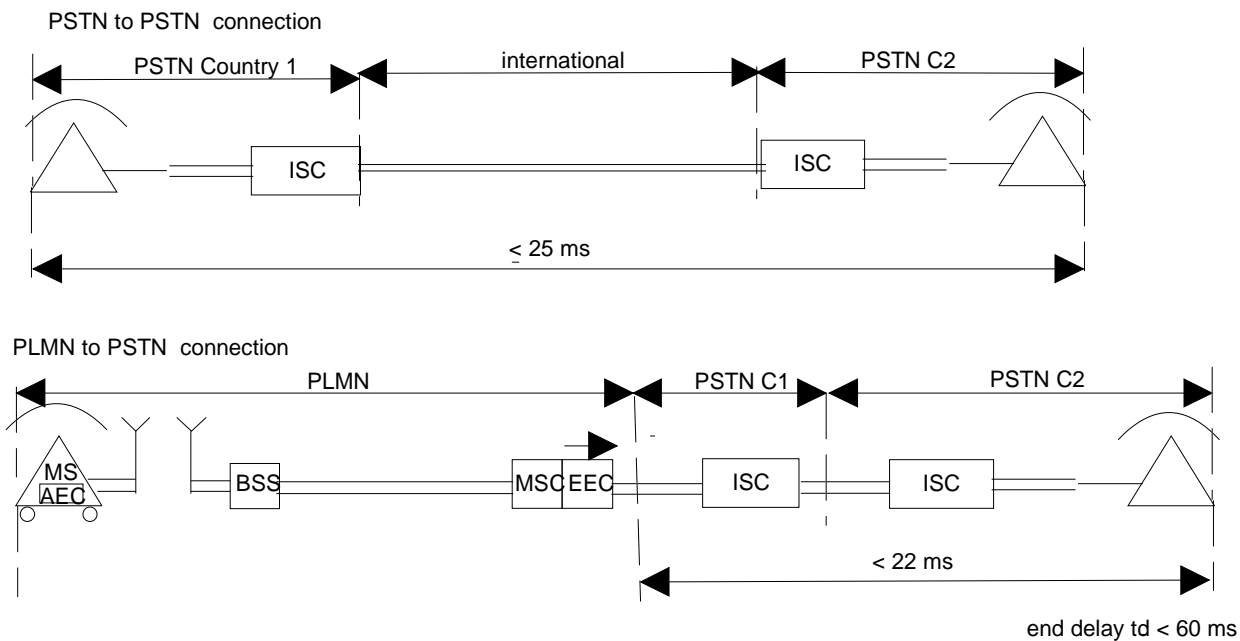 PSTN to PSTN connection
PSTN Country 1
international
PSTN C2
ISC
ISC
≤ 25 ms
PLMN to PSTN connection
PLMN
PSTN C1
PSTN C2
MS
AEC
BSS
MSC
EEC
ISC
ISC
< 22 ms
end delay td < 60 ms